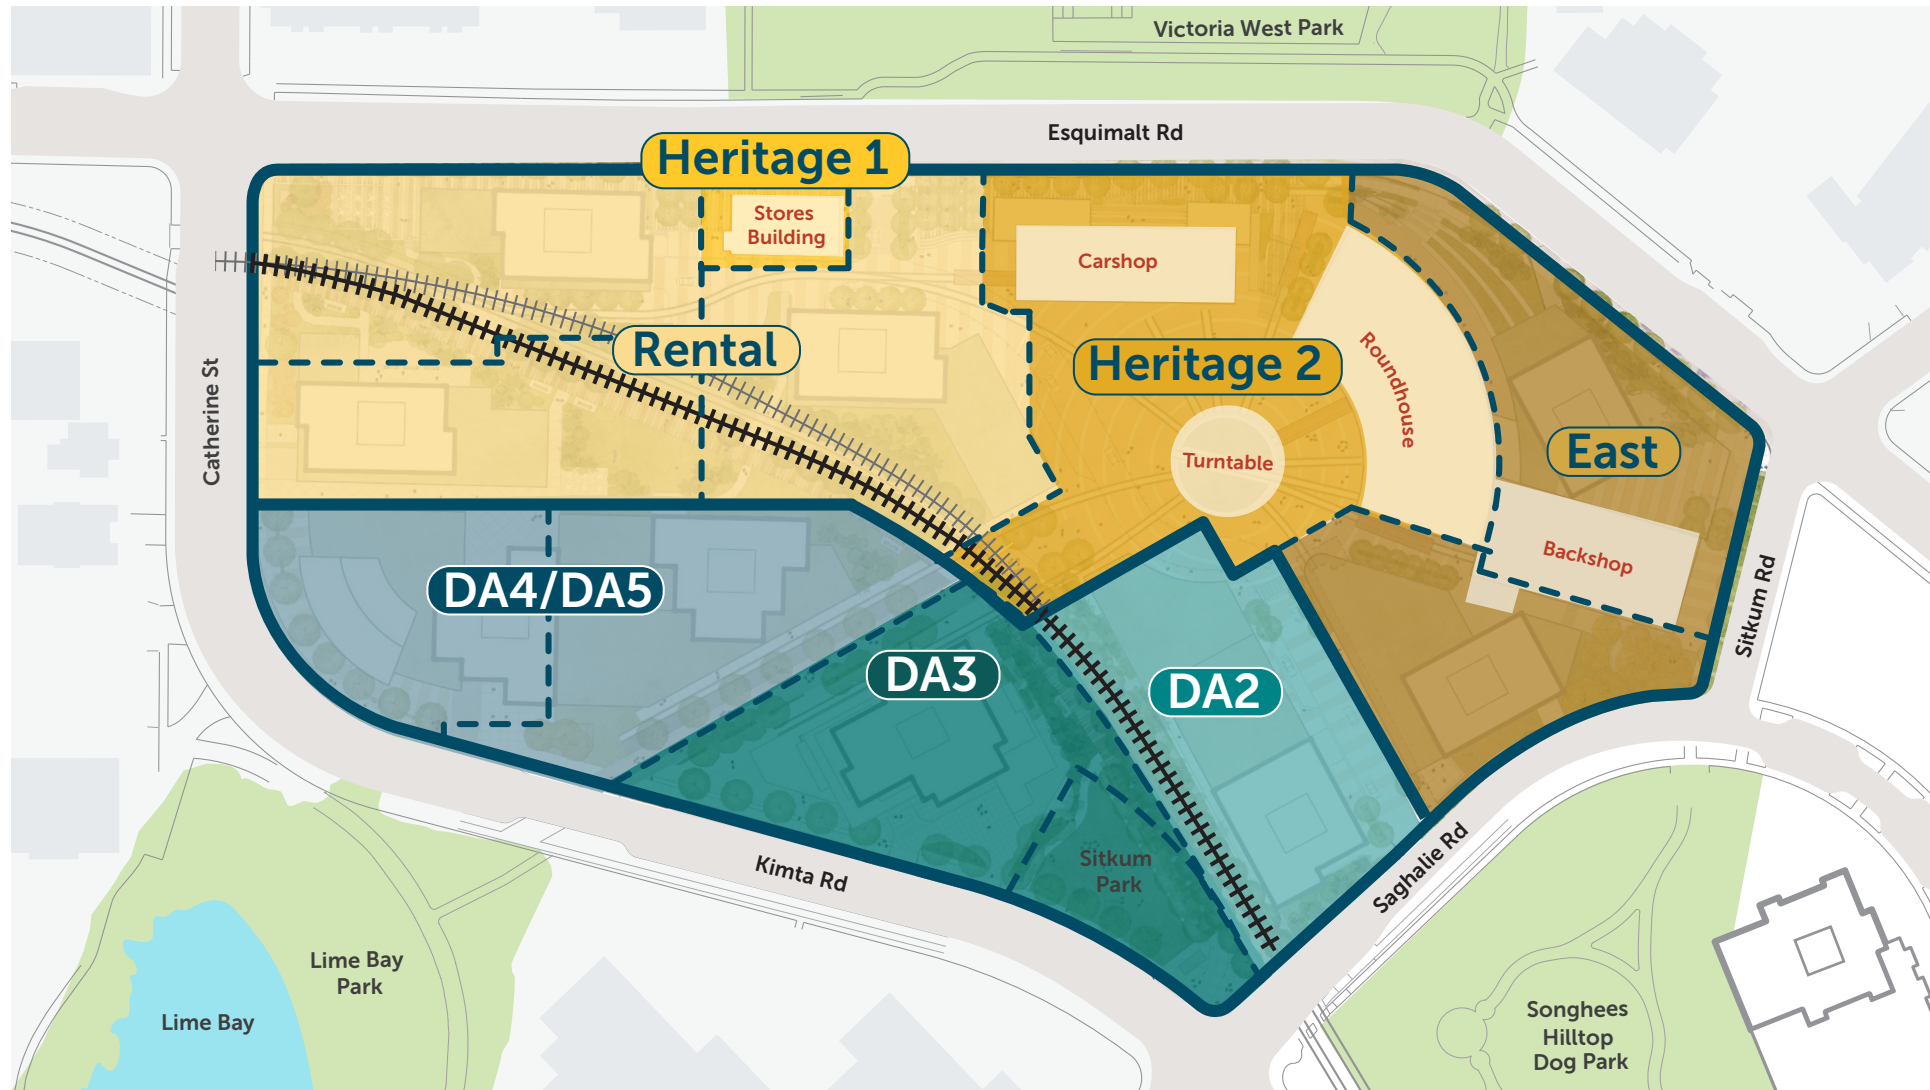 Victoria West Park
Esquimalt Rd
Heritage 1
Stores
Building
Carshop
Rental
Heritage 2
Roundhouse
Catherine St
East
Turntable
Backshop
DA4/DA5
Sitkum Rd
DA3
DA2
Sitkum
Park
Kimta Rd
Saghalie Rd
Lime Bay
Park
Lime Bay
Songhees
Hilltop
Dog Park